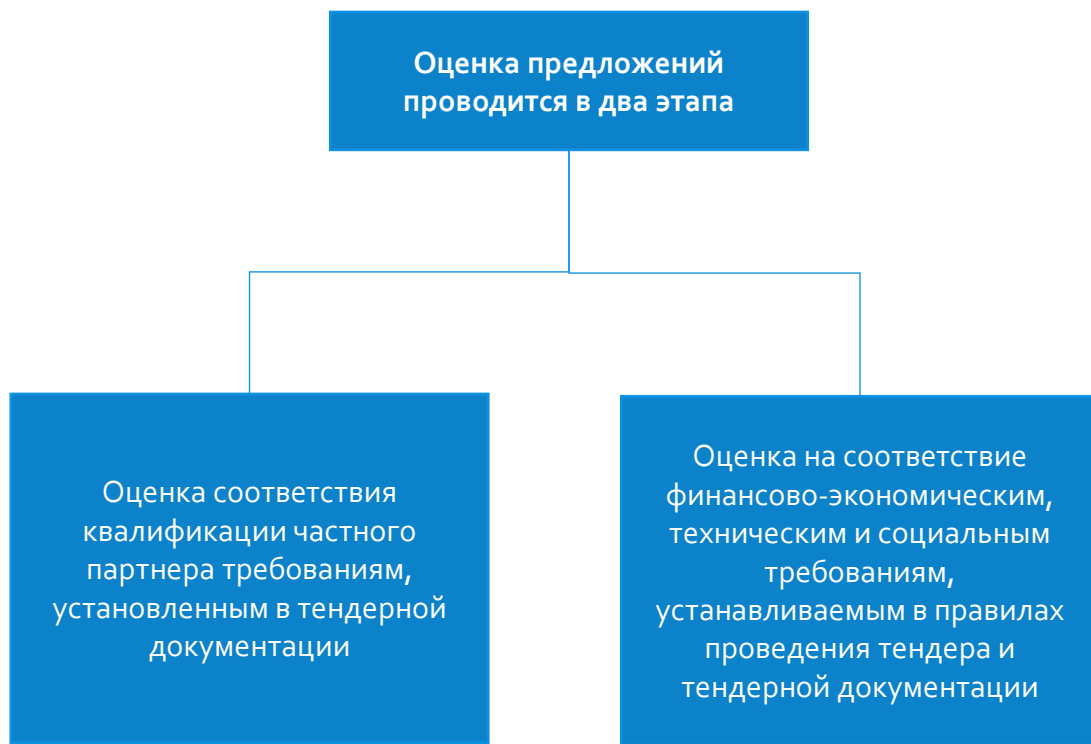 Оценка предложений
проводится в два этапа
Оценка соответствия
квалификации частного
партнера требованиям,
установленным в тендерной
документации
Оценка на соответствие
финансово-экономическим,
техническим и социальным
требованиям,
устанавливаемым в правилах
проведения тендера и
тендерной документации